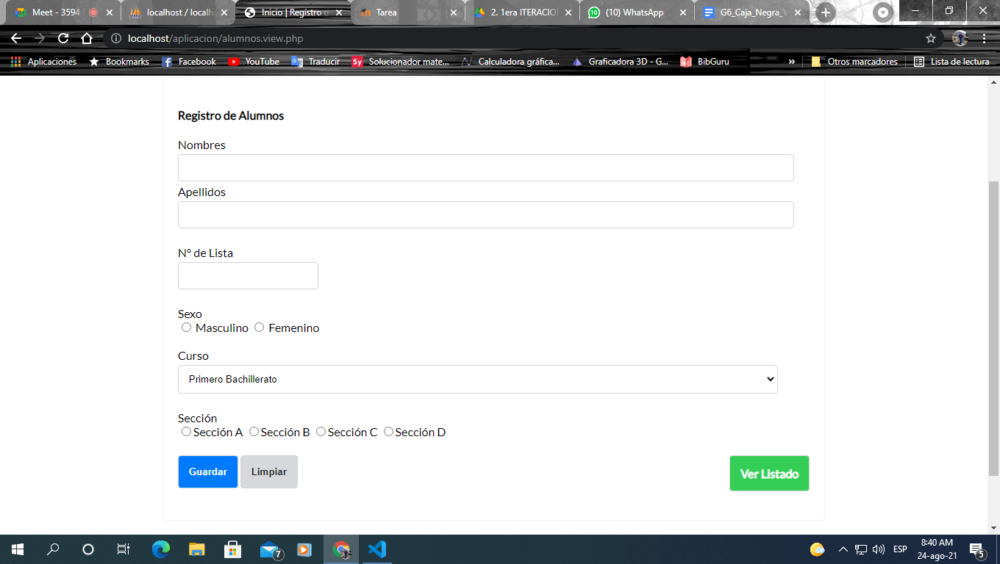 Meet - 3594
localhost / localh
Inicio | Registro d
Tarea
2. 1era ITERACIO
(10) WhatsApp
G6_Caja_Negra_V
localhost/aplicacion/alumnos.view.php
Aplicaciones
Bookmarks
Facebook
YouTube
Traducir
Sy Solucionador mate...
Calculadora gráfica...
Graficadora 3D - G...
BibGuru
»
Otros marcadores
Lista de lectura
Registro de Alumnos
Nombres
Apellidos
N° de Lista
Sexo
Masculino Femenino
Curso
Primero Bachillerato
Sección
Sección A Sección B Sección C Sección D
Guardar Limpiar Ver Listado
7
ESP
8:40 AM
24-ago-21
5